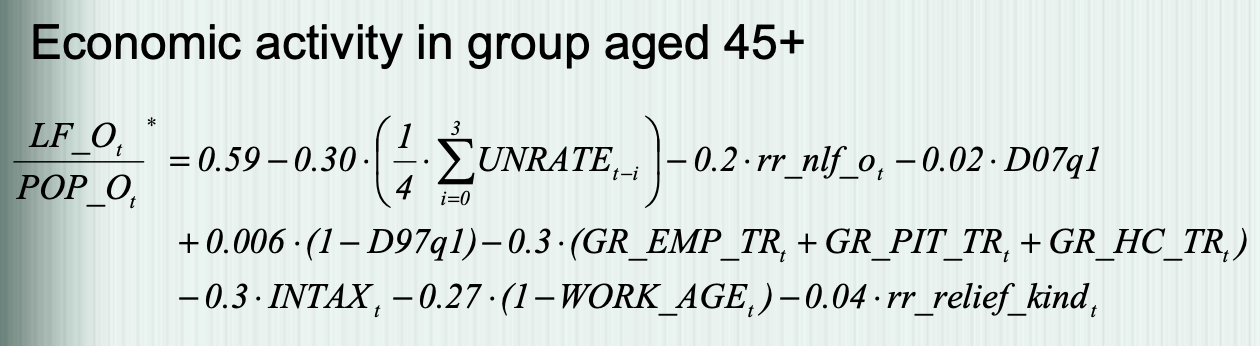 Economic activity in group aged 45+
LF_O_t / POP_O_t * = 0.59 − 0.30 · (1/4 · ∑_{i=0}^{3} UNRATE_{t−i}) − 0.2 · rr_nlf_o_t − 0.02 · D07q1
+ 0.006 · (1 − D97q1) − 0.3 · (GR_EMP_TR_t + GR_PIT_TR_t + GR_HC_TR_t)
− 0.3 · INTAX_t − 0.27 · (1 − WORK_AGE_t) − 0.04 · rr_relief_kind_t